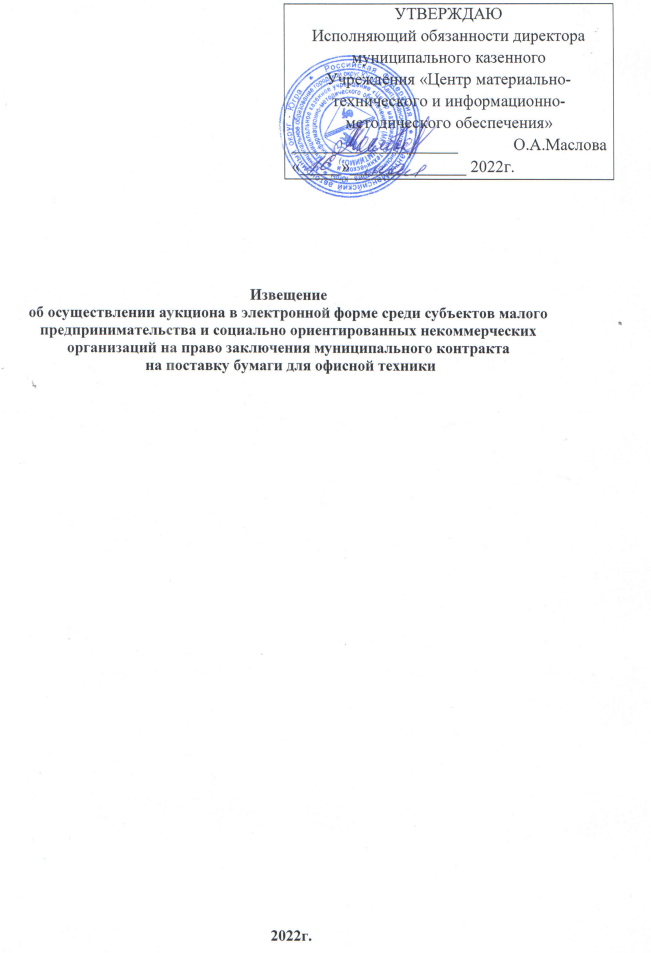 УТВЕРЖДАЮ
Исполняющий обязанности директора
муниципального казенного
Учреждения «Центр материально-
технического и информационно-
методического обеспечения»
О.А.Маслова
« » 2022г.
Извещение
об осуществлении аукциона в электронной форме среди субъектов малого
предпринимательства и социально ориентированных некоммерческих
организаций на право заключения муниципального контракта
на поставку бумаги для офисной техники
2022г.